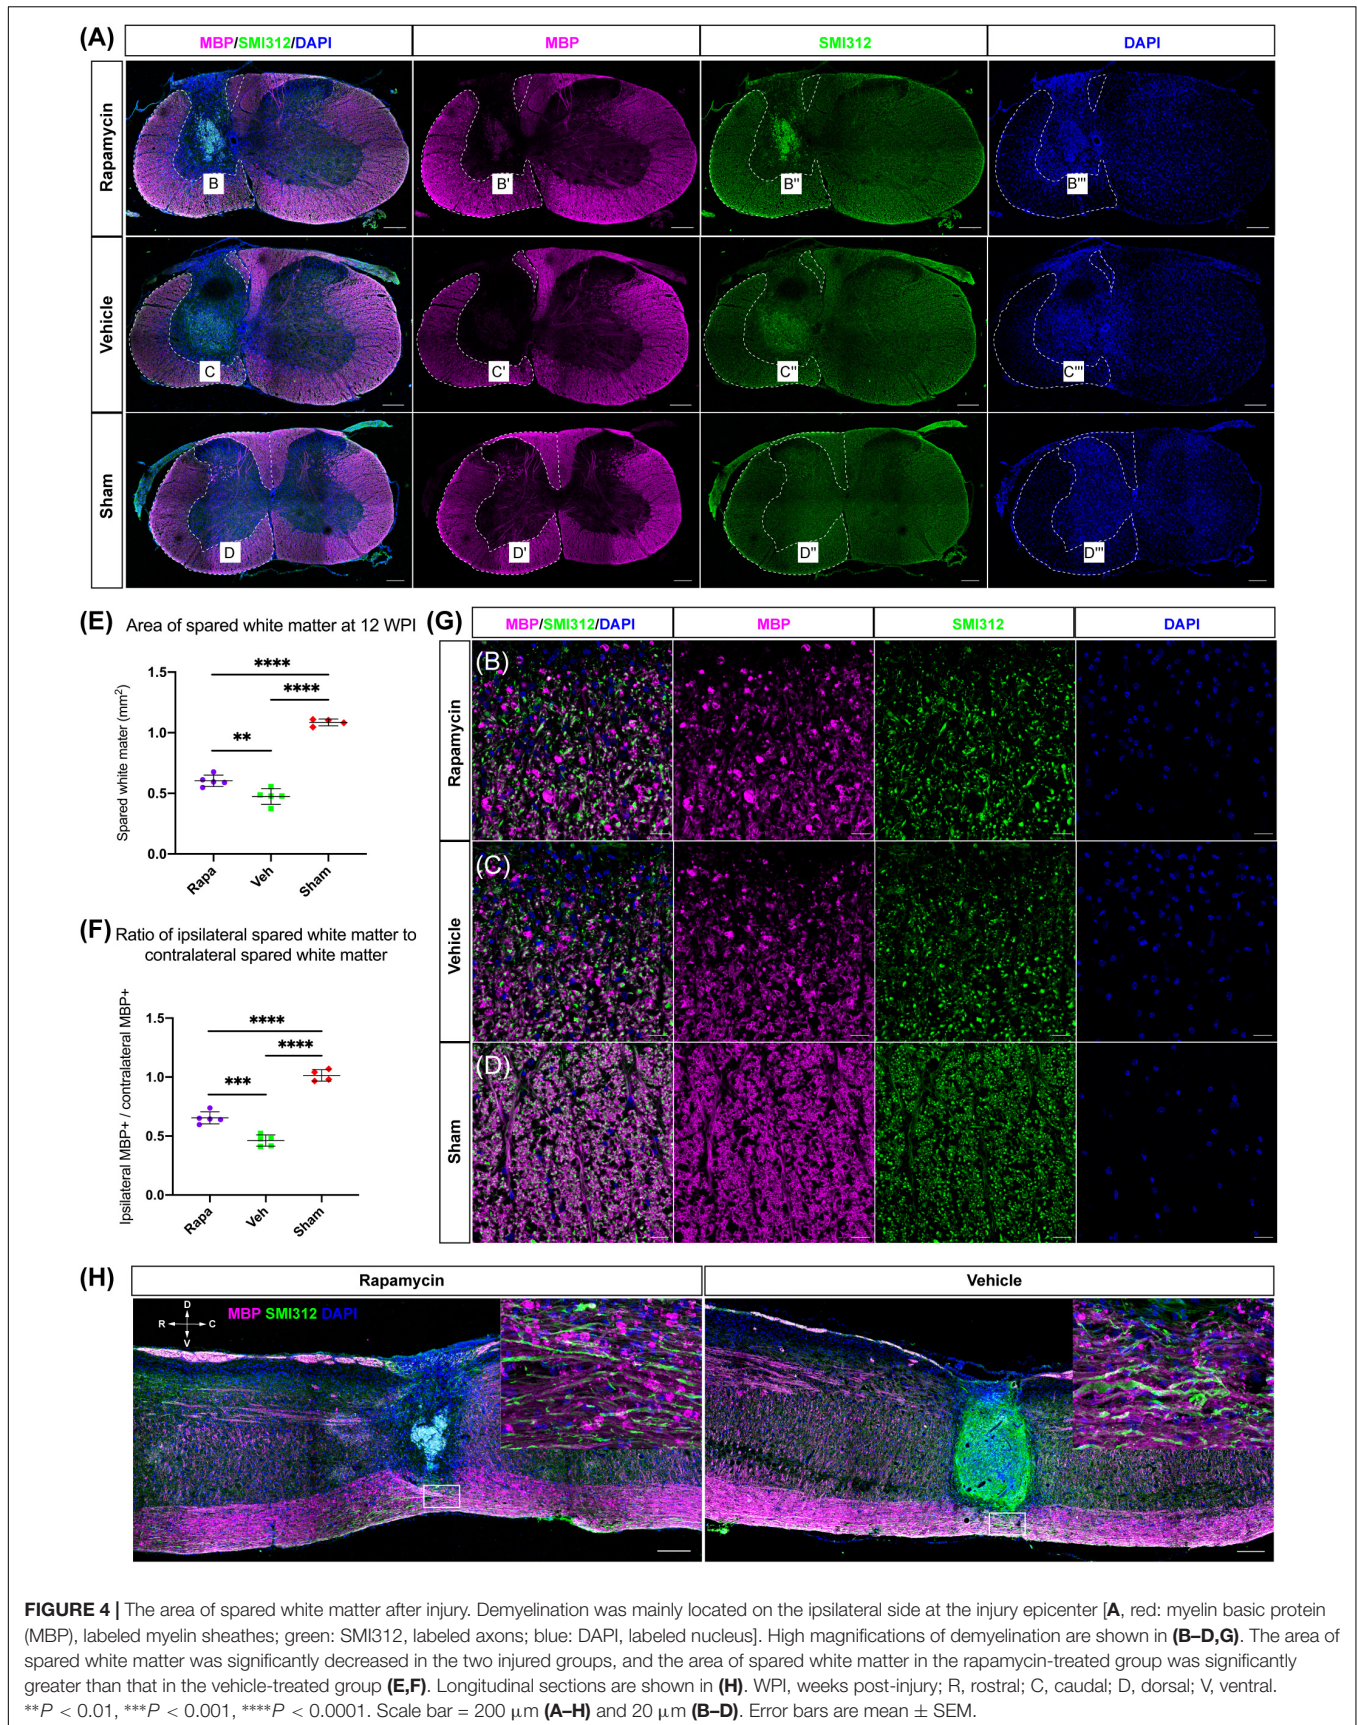 (A)
MBP/SMI312/DAPI MBP SMI312 DAPI
Rapamycin
B B' B'' B'''
Vehicle
C C' C'' C'''
Sham
D D' D'' D'''
(E) Area of spared white matter at 12 WPI
Spared white mater (mm²)
1.5
1.0
0.5
0.0
****
****
**
Rapa Veh Sham
(F) Ratio of ipsilateral spared white matter to
contralateral spared white matter
Ipsilateral MBP+ / contralateral MBP+
1.5
1.0
0.5
0.0
****
****
***
Rapa Veh Sham
(G)
MBP/SMI312/DAPI MBP SMI312 DAPI
Rapamycin
(B)
Vehicle
(C)
Sham
(D)
(H)
Rapamycin Vehicle
MBP SMI312 DAPI
D
R C
V
FIGURE 4 | The area of spared white matter after injury. Demyelination was mainly located on the ipsilateral side at the injury epicenter [A, red: myelin basic protein
(MBP), labeled myelin sheathes; green: SMI312, labeled axons; blue: DAPI, labeled nucleus]. High magnifications of demyelination are shown in (B–D,G). The area of
spared white matter was significantly decreased in the two injured groups, and the area of spared white matter in the rapamycin-treated group was significantly
greater than that in the vehicle-treated group (E,F). Longitudinal sections are shown in (H). WPI, weeks post-injury; R, rostral; C, caudal; D, dorsal; V, ventral.
**P < 0.01, ***P < 0.001, ****P < 0.0001. Scale bar = 200 μm (A–H) and 20 μm (B–D). Error bars are mean ± SEM.